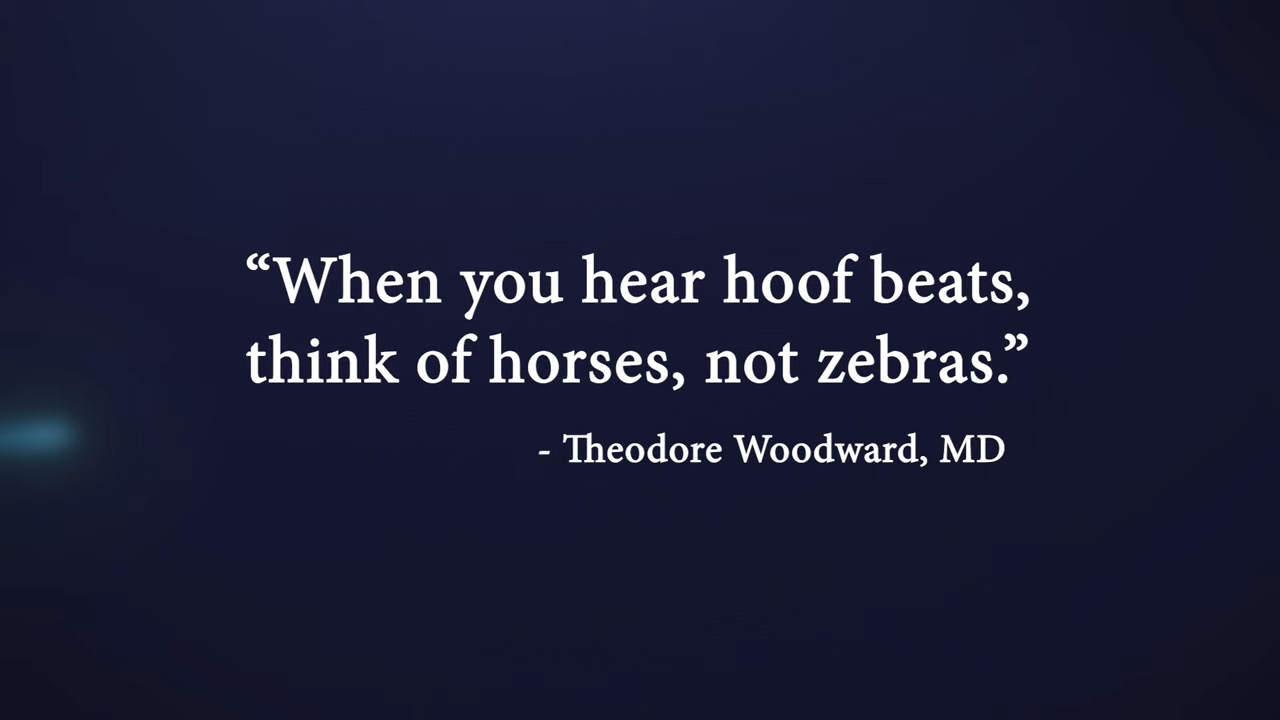 “When you hear hoof beats,
think of horses, not zebras.”
- Theodore Woodward, MD